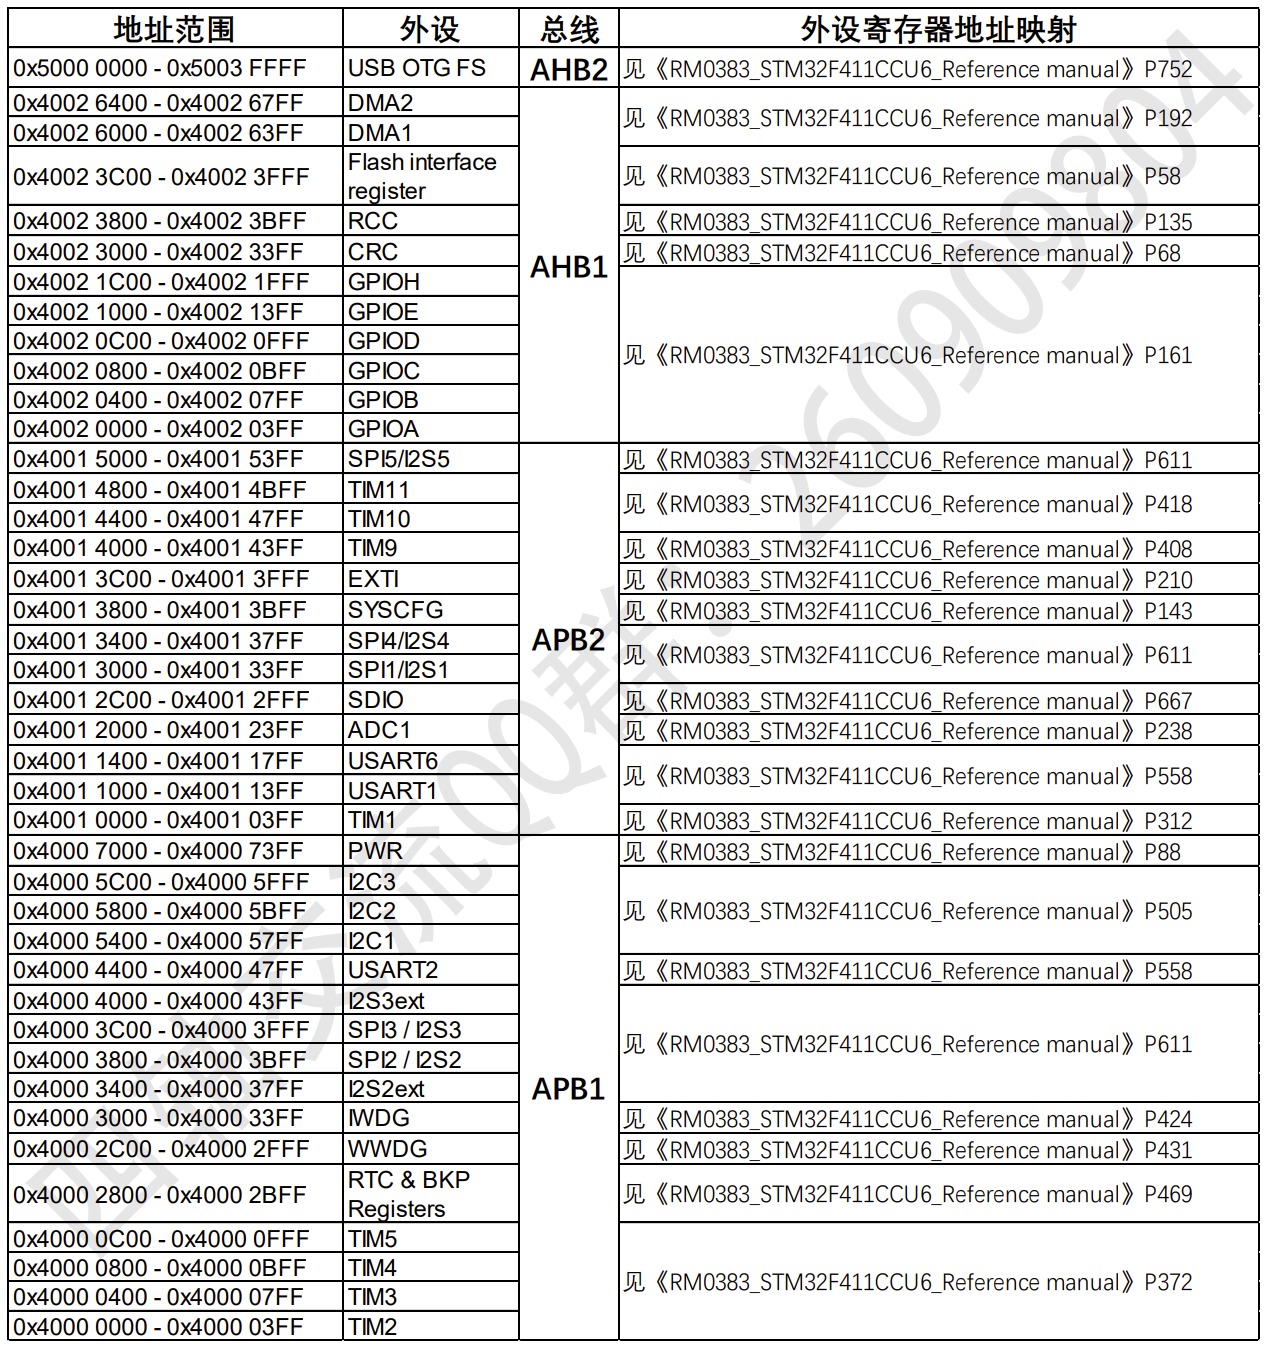 地址范围 外设 总线 外设寄存器地址映射
0x5000 0000 - 0x5003 FFFF USB OTG FS AHB2 见《RM0383_STM32F411CCU6_Reference manual》P752
0x4002 6400 - 0x4002 67FF DMA2 AHB1 见《RM0383_STM32F411CCU6_Reference manual》P192
0x4002 6000 - 0x4002 63FF DMA1
0x4002 3C00 - 0x4002 3FFF Flash interface register 见《RM0383_STM32F411CCU6_Reference manual》P58
0x4002 3800 - 0x4002 3BFF RCC 见《RM0383_STM32F411CCU6_Reference manual》P135
0x4002 3000 - 0x4002 33FF CRC 见《RM0383_STM32F411CCU6_Reference manual》P68
0x4002 1C00 - 0x4002 1FFF GPIOH 见《RM0383_STM32F411CCU6_Reference manual》P161
0x4002 1000 - 0x4002 13FF GPIOE
0x4002 0C00 - 0x4002 0FFF GPIOD
0x4002 0800 - 0x4002 0BFF GPIOC
0x4002 0400 - 0x4002 07FF GPIOB
0x4002 0000 - 0x4002 03FF GPIOA
0x4001 5000 - 0x4001 53FF SPI5/I2S5 APB2 见《RM0383_STM32F411CCU6_Reference manual》P611
0x4001 4800 - 0x4001 4BFF TIM11 见《RM0383_STM32F411CCU6_Reference manual》P418
0x4001 4400 - 0x4001 47FF TIM10
0x4001 4000 - 0x4001 43FF TIM9 见《RM0383_STM32F411CCU6_Reference manual》P408
0x4001 3C00 - 0x4001 3FFF EXTI 见《RM0383_STM32F411CCU6_Reference manual》P210
0x4001 3800 - 0x4001 3BFF SYSCFG 见《RM0383_STM32F411CCU6_Reference manual》P143
0x4001 3400 - 0x4001 37FF SPI4/I2S4 见《RM0383_STM32F411CCU6_Reference manual》P611
0x4001 3000 - 0x4001 33FF SPI1/I2S1
0x4001 2C00 - 0x4001 2FFF SDIO 见《RM0383_STM32F411CCU6_Reference manual》P667
0x4001 2000 - 0x4001 23FF ADC1 见《RM0383_STM32F411CCU6_Reference manual》P238
0x4001 1400 - 0x4001 17FF USART6 见《RM0383_STM32F411CCU6_Reference manual》P558
0x4001 1000 - 0x4001 13FF USART1
0x4001 0000 - 0x4001 03FF TIM1 见《RM0383_STM32F411CCU6_Reference manual》P312
0x4000 7000 - 0x4000 73FF PWR APB1 见《RM0383_STM32F411CCU6_Reference manual》P88
0x4000 5C00 - 0x4000 5FFF I2C3 见《RM0383_STM32F411CCU6_Reference manual》P505
0x4000 5800 - 0x4000 5BFF I2C2
0x4000 5400 - 0x4000 57FF I2C1
0x4000 4400 - 0x4000 47FF USART2 见《RM0383_STM32F411CCU6_Reference manual》P558
0x4000 4000 - 0x4000 43FF I2S3ext 见《RM0383_STM32F411CCU6_Reference manual》P611
0x4000 3C00 - 0x4000 3FFF SPI3 / I2S3
0x4000 3800 - 0x4000 3BFF SPI2 / I2S2
0x4000 3400 - 0x4000 37FF I2S2ext
0x4000 3000 - 0x4000 33FF IWDG 见《RM0383_STM32F411CCU6_Reference manual》P424
0x4000 2C00 - 0x4000 2FFF WWDG 见《RM0383_STM32F411CCU6_Reference manual》P431
0x4000 2800 - 0x4000 2BFF RTC & BKP Registers 见《RM0383_STM32F411CCU6_Reference manual》P469
0x4000 0C00 - 0x4000 0FFF TIM5 见《RM0383_STM32F411CCU6_Reference manual》P372
0x4000 0800 - 0x4000 0BFF TIM4
0x4000 0400 - 0x4000 07FF TIM3
0x4000 0000 - 0x4000 03FF TIM2
四轴交流QQ群：260909804